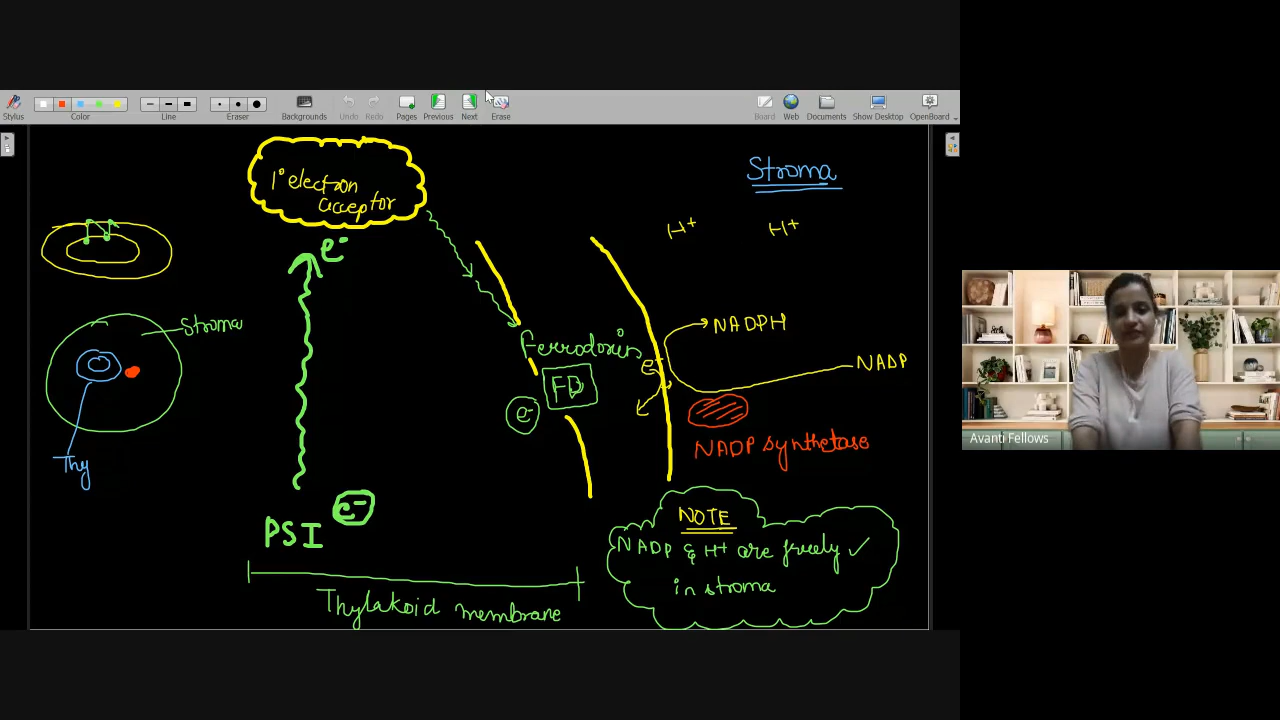 Stylus
Color
Line
Eraser
Backgrounds
Undo
Redo
Pages
Previous
Next
Erase
Board
Web
Documents
Show Desktop
OpenBoard
1° electron
acceptor
Stroma
H+ H+
e-
Stroma
ferrodoxin
NADPH
e-
NADP
FD
e-
NADP synthetase
Thy
PSI e-
NOTE
NADP & H+ are freely ✓
in stroma
Thylakoid membrane
Avanti Fellows